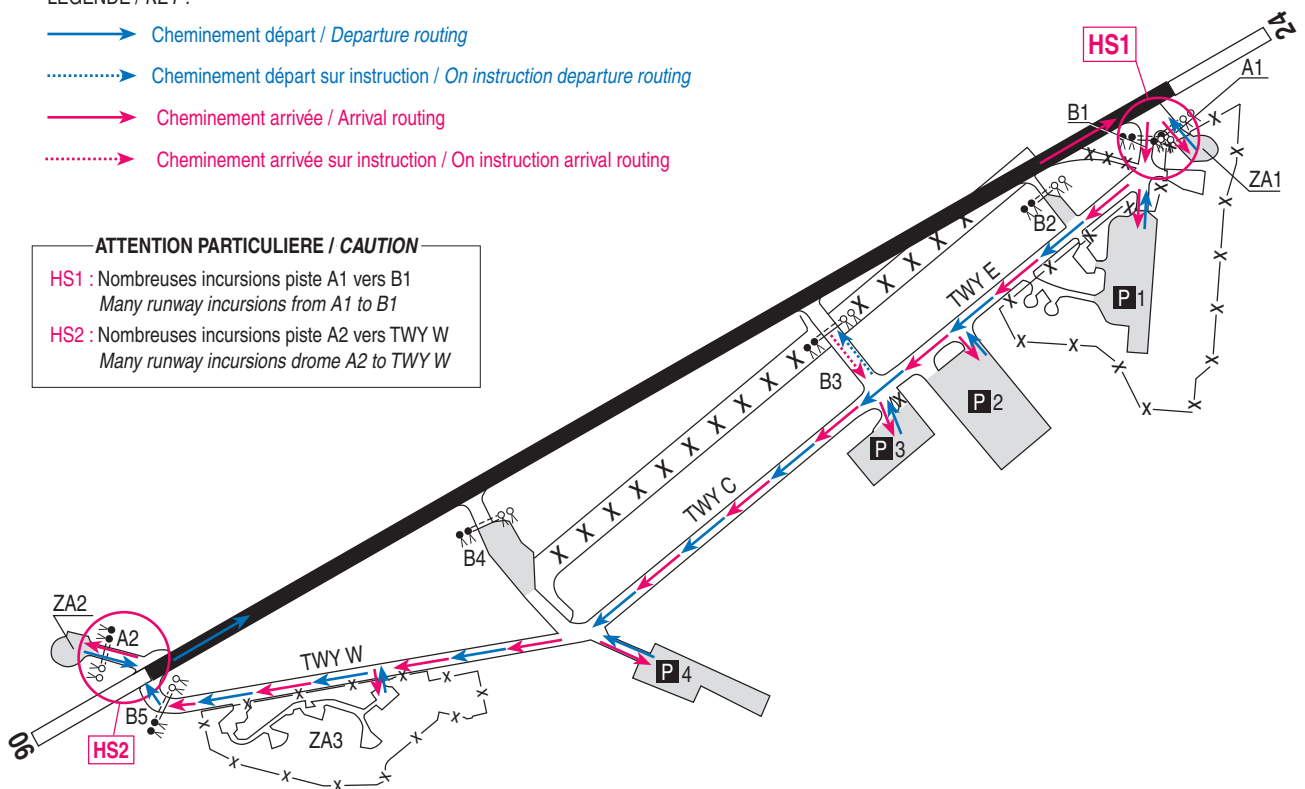 LEGENDE / KEY :
Cheminement départ / Departure routing
Cheminement départ sur instruction / On instruction departure routing
Cheminement arrivée / Arrival routing
Cheminement arrivée sur instruction / On instruction arrival routing
ATTENTION PARTICULIERE / CAUTION
HS1 : Nombreuses incursions piste A1 vers B1
Many runway incursions from A1 to B1
HS2 : Nombreuses incursions piste A2 vers TWY W
Many runway incursions drome A2 to TWY W
24
HS1
A1
B1
ZA1
B2
TWY E
P 1
B3
P 2
P 3
TWY C
B4
ZA2
A2
TWY W
P 4
B5
ZA3
06
HS2